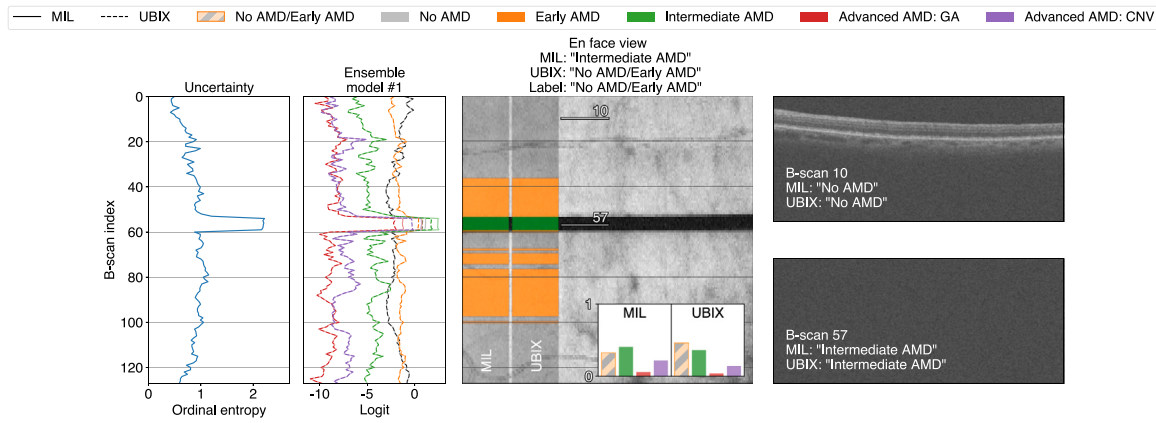 MIL UBIX No AMD/Early AMD No AMD Early AMD Intermediate AMD Advanced AMD: GA Advanced AMD: CNV
Uncertainty
0
20
40
60
80
100
120
B-scan index
0 1 2
Ordinal entropy
Ensemble
model #1
-10 -5 0
Logit
En face view
MIL: "Intermediate AMD"
UBIX: "No AMD/Early AMD"
Label: "No AMD/Early AMD"
10
57
MIL
UBIX
1
0
MIL UBIX
B-scan 10
MIL: "No AMD"
UBIX: "No AMD"
B-scan 57
MIL: "Intermediate AMD"
UBIX: "Intermediate AMD"